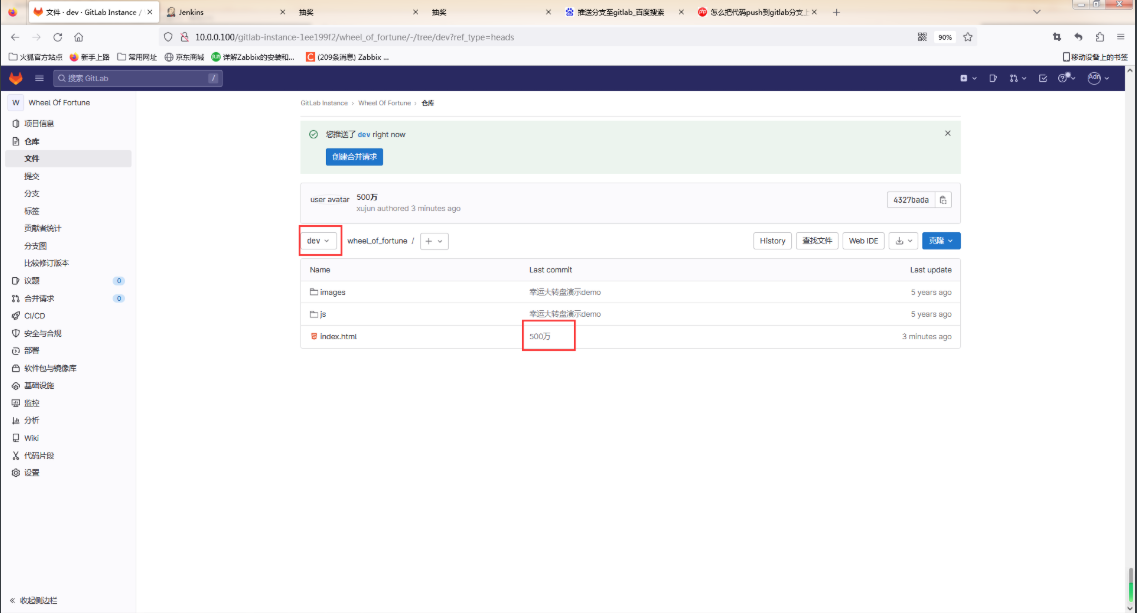 文件 · dev · GitLab Instance /
Jenkins
抽奖
抽奖
推送分支至gitlab_百度搜索
怎么把代码push到gitlab分支上
10.0.0.100/gitlab-instance-1ee199f2/wheel_of_fortune/-/tree/dev?ref_type=heads
90%
火狐官方站点
新手上路
常用网址
京东商城
详解Zabbix的安装和...
(209条消息) Zabbix ...
移动设备上的书签
搜索 GitLab
/
W Wheel Of Fortune
项目信息
仓库
文件
提交
分支
标签
贡献者统计
分支图
比较修订版本
议题 0
合并请求 0
CI/CD
安全与合规
部署
软件包与镜像库
基础设施
监控
分析
Wiki
代码片段
设置
收起侧边栏
GitLab Instance › Wheel Of Fortune › 仓库
您推送了 dev right now
创建合并请求
user avatar
500万
xujun authored 3 minutes ago
4327bada
dev
wheel_of_fortune /
History
查找文件
Web IDE
克隆
Name Last commit Last update
images 幸运大转盘演示demo 5 years ago
js 幸运大转盘演示demo 5 years ago
index.html 500万 3 minutes ago